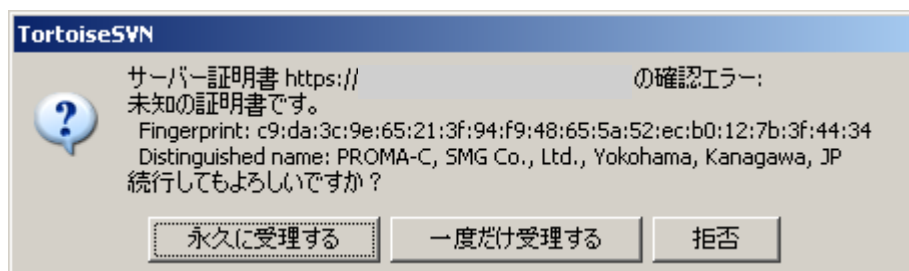 TortoiseSVN
サーバー証明書 https:// の確認エラー:
未知の証明書です。
Fingerprint: c9:da:3c:9e:65:21:3f:94:f9:48:65:5a:52:ec:b0:12:7b:3f:44:34
Distinguished name: PROMA-C, SMG Co., Ltd., Yokohama, Kanagawa, JP
続行してもよろしいですか？
永久に受理する 一度だけ受理する 拒否